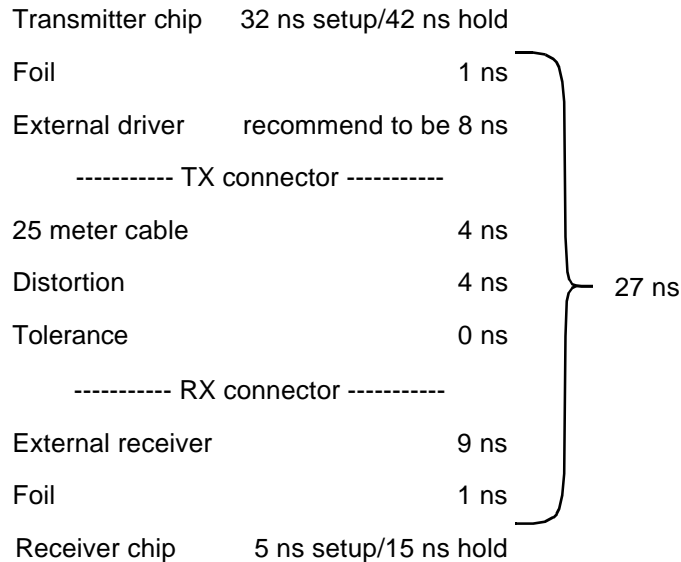 Transmitter chip 32 ns setup/42 ns hold
Foil 1 ns
External driver recommend to be 8 ns
----------- TX connector -----------
25 meter cable 4 ns
Distortion 4 ns
27 ns
Tolerance 0 ns
----------- RX connector -----------
External receiver 9 ns
Foil 1 ns
Receiver chip 5 ns setup/15 ns hold